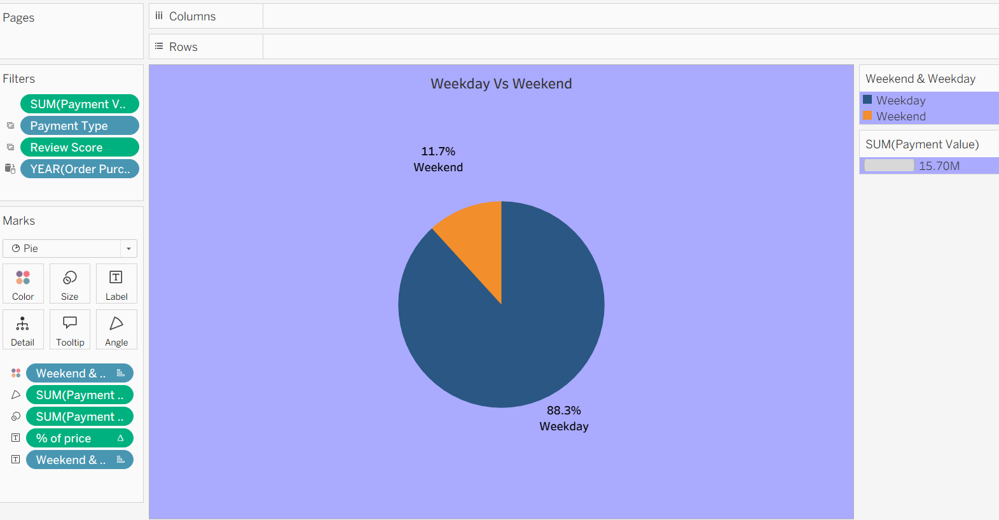 Pages
Columns
Rows
Filters
SUM(Payment V..
Payment Type
Review Score
YEAR(Order Purc..
Marks
Pie
Color
Size
Label
Detail
Tooltip
Angle
Weekend & ..
SUM(Payment ..
SUM(Payment ..
% of price
Weekend & ..
Weekday Vs Weekend
11.7%
Weekend
88.3%
Weekday
Weekend & Weekday
Weekday
Weekend
SUM(Payment Value)
15.70M